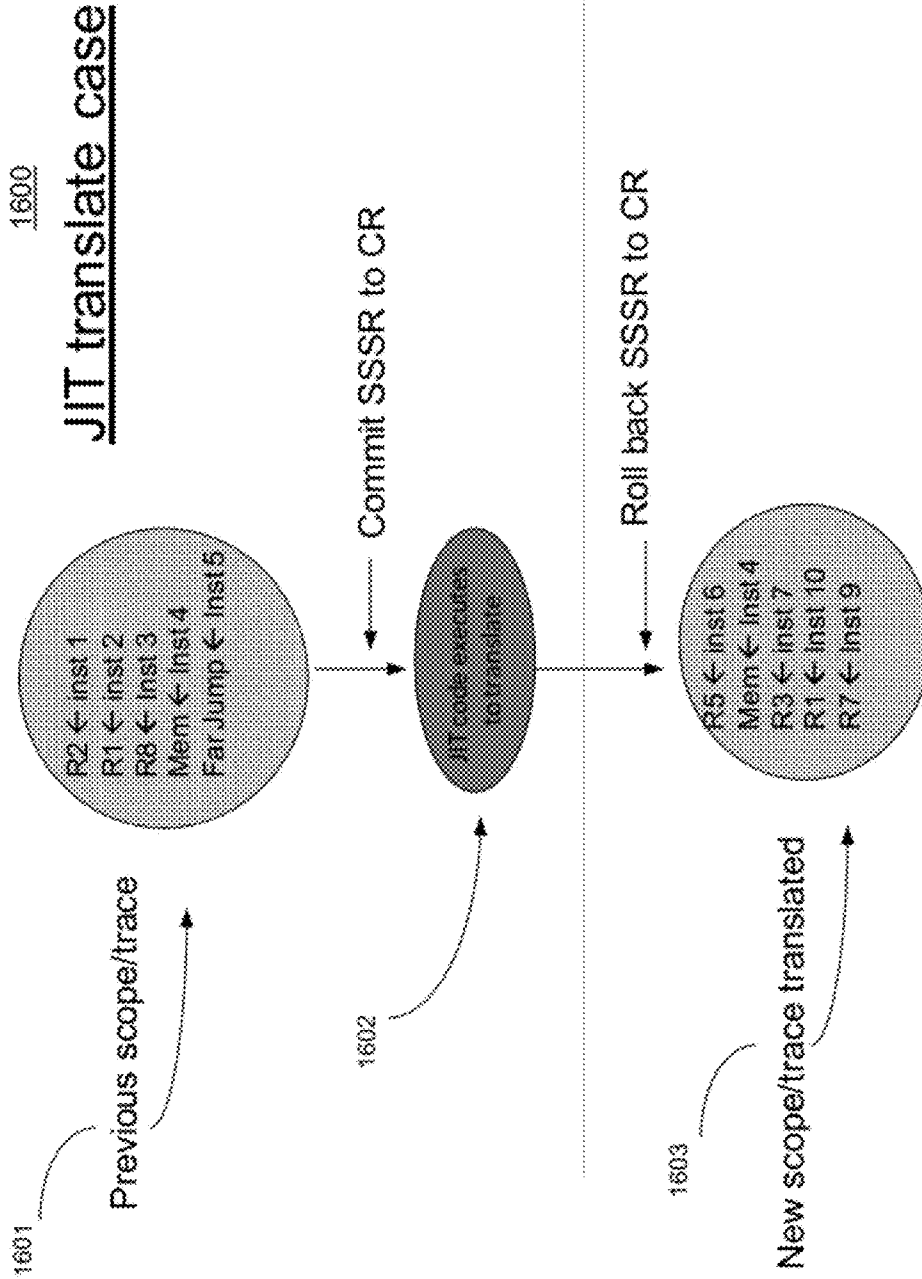 1600
JIT translate case
1601
Previous scope/trace
R2 ← inst 1
R1 ← inst 2
R8 ← Inst 3
Mem ← Inst 4
Far Jump ← Inst 5
Commit SSSR to CR
1602
JIT code executes
to translate
Roll back SSSR to CR
1603
New scope/trace translated
R5 ← inst 6
Mem ← Inst 4
R3 ← inst 7
R1 ← Inst 10
R7 ← Inst 9